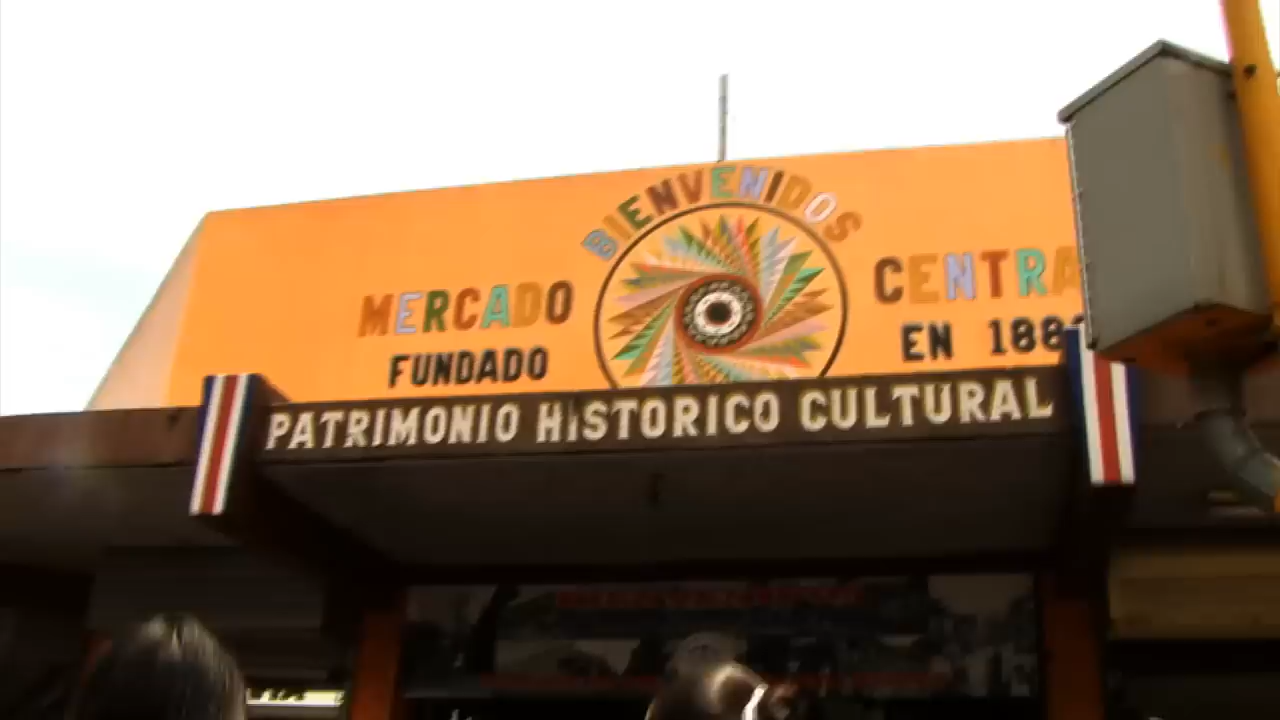 BIENVENIDOS
MERCADO CENTRA
FUNDADO EN 188
PATRIMONIO HISTORICO CULTURAL